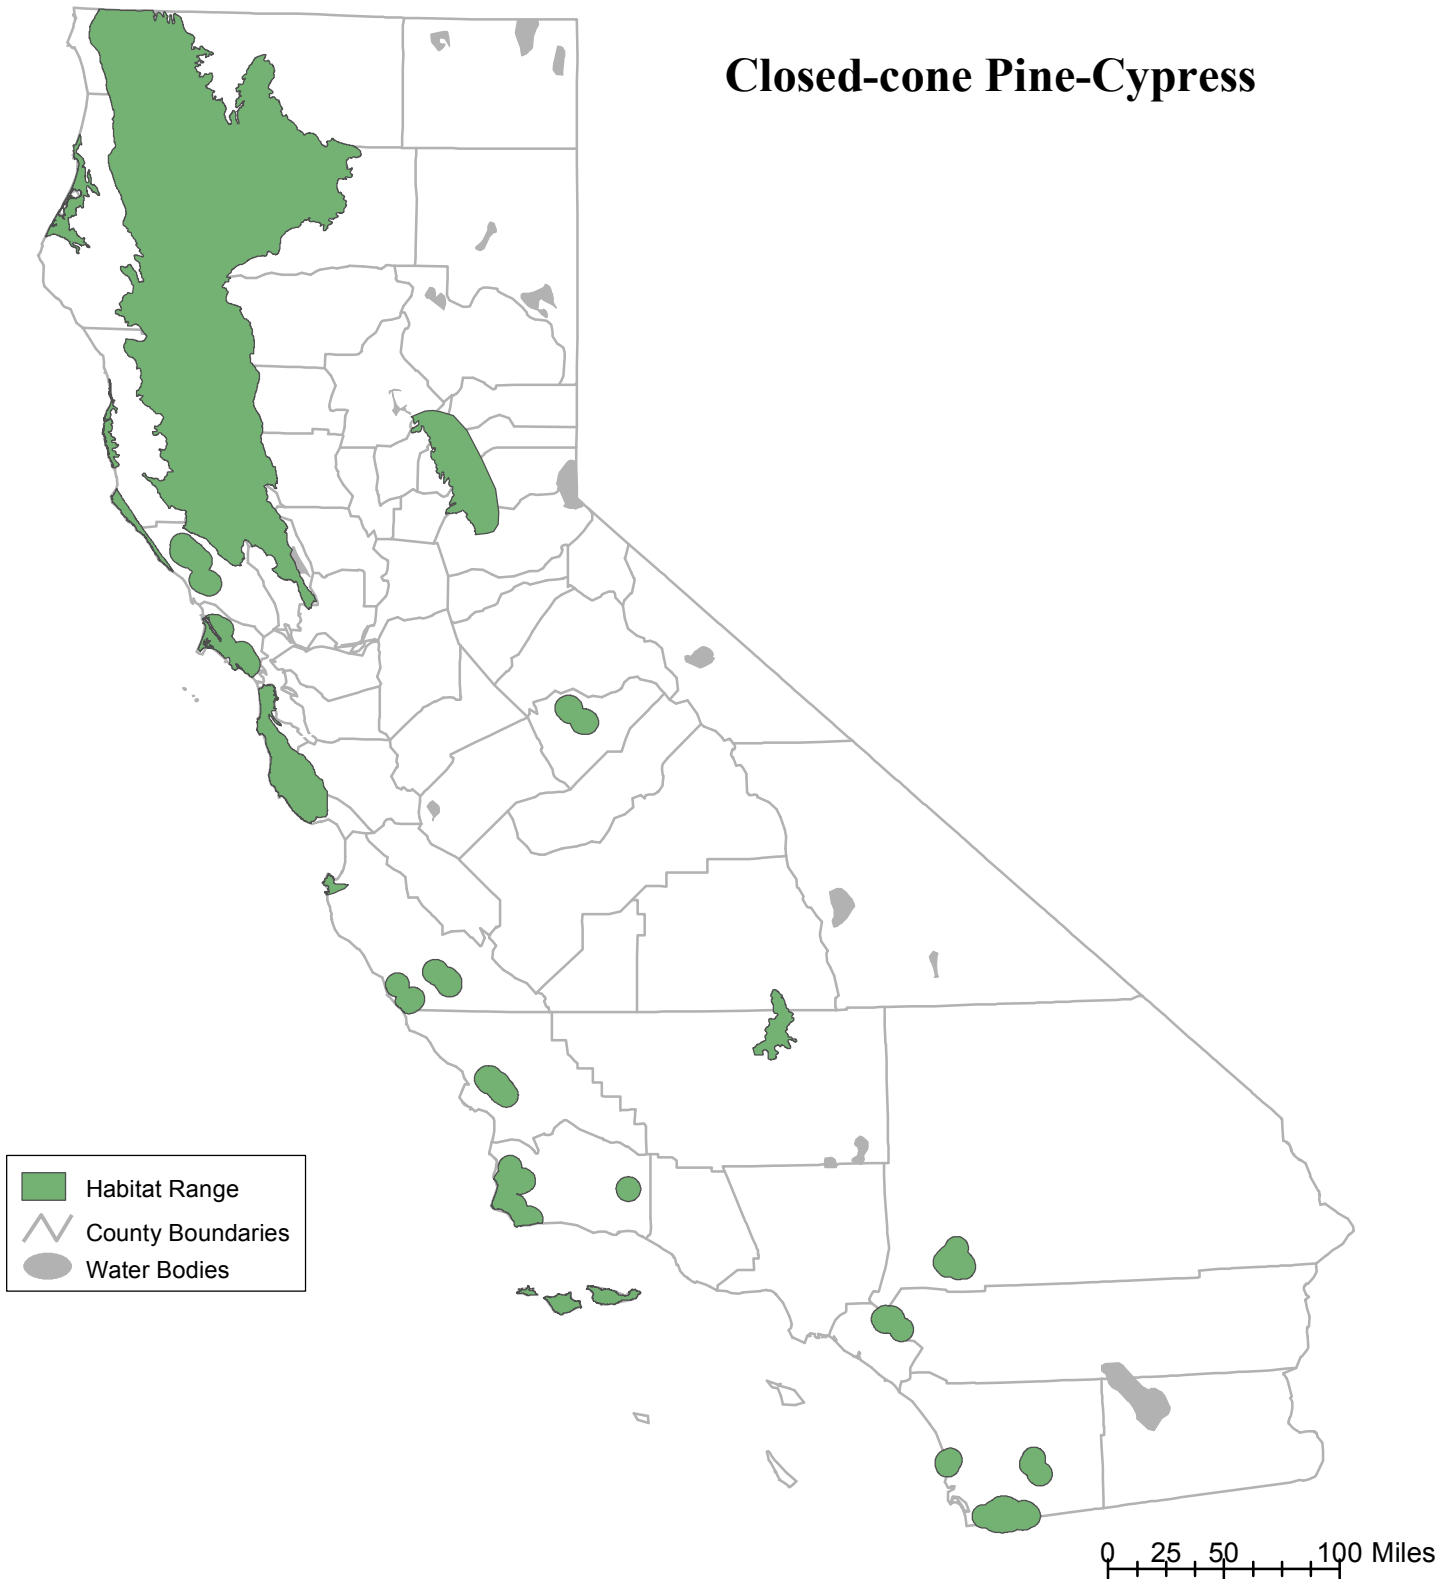 Closed-cone Pine-Cypress
Habitat Range
County Boundaries
Water Bodies
0 25 50 100 Miles